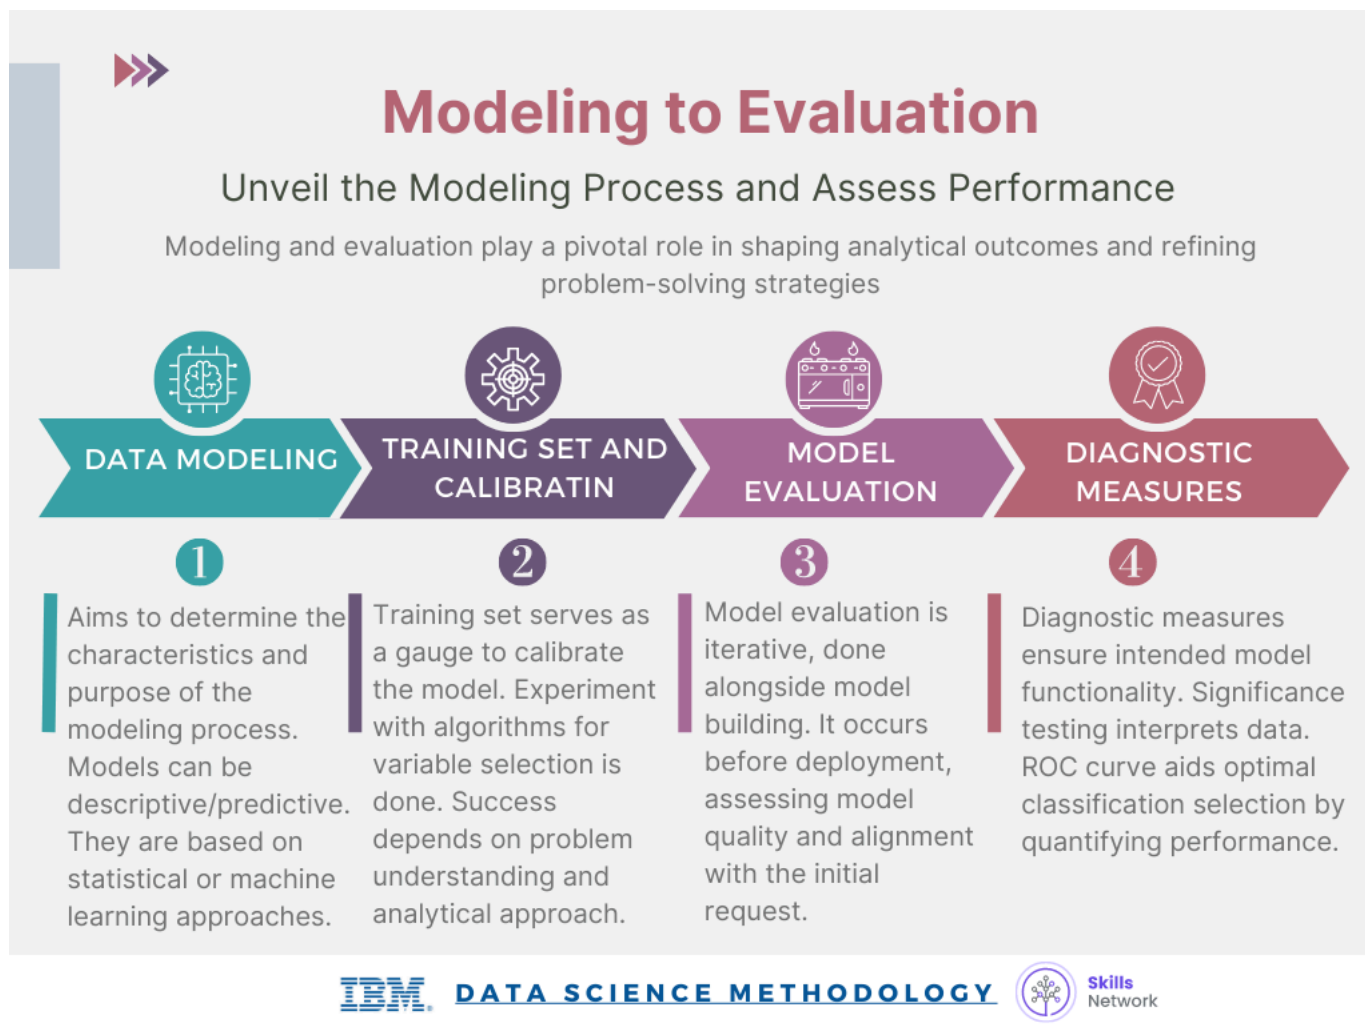 Modeling to Evaluation
Unveil the Modeling Process and Assess Performance
Modeling and evaluation play a pivotal role in shaping analytical outcomes and refining
problem-solving strategies
DATA MODELING
TRAINING SET AND
CALIBRATIN
MODEL
EVALUATION
DIAGNOSTIC
MEASURES
1
Aims to determine the
characteristics and
purpose of the
modeling process.
Models can be
descriptive/predictive.
They are based on
statistical or machine
learning approaches.
2
Training set serves as
a gauge to calibrate
the model. Experiment
with algorithms for
variable selection is
done. Success
depends on problem
understanding and
analytical approach.
3
Model evaluation is
iterative, done
alongside model
building. It occurs
before deployment,
assessing model
quality and alignment
with the initial
request.
4
Diagnostic measures
ensure intended model
functionality. Significance
testing interprets data.
ROC curve aids optimal
classification selection by
quantifying performance.
IBM® DATA SCIENCE METHODOLOGY
Skills
Network